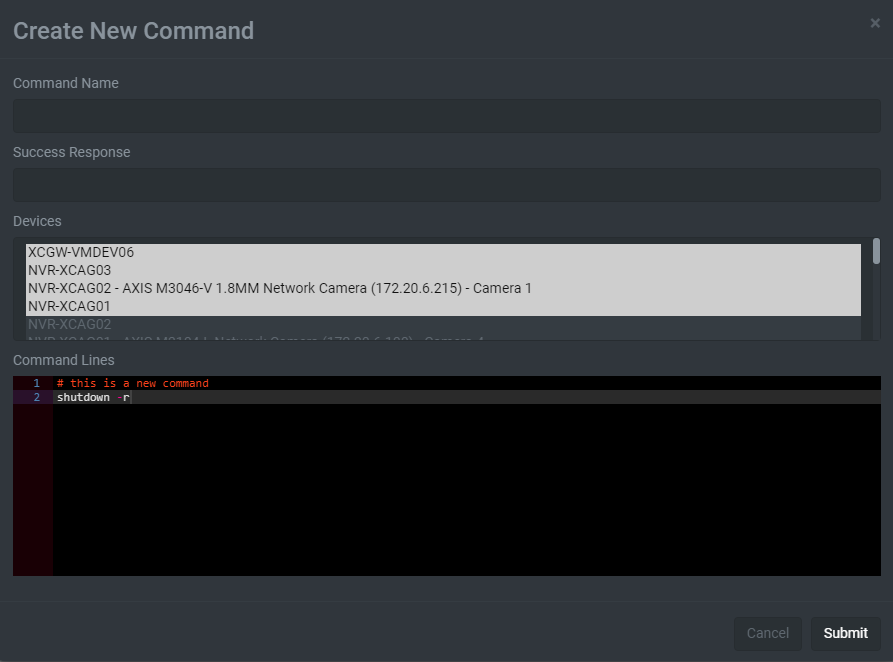 Create New Command
×
Command Name
Success Response
Devices
XCGW-VMDEV06
NVR-XCAG03
NVR-XCAG02 - AXIS M3046-V 1.8MM Network Camera (172.20.6.215) - Camera 1
NVR-XCAG01
NVR-XCAG02
Command Lines
1 # this is a new command
2 shutdown -r
Cancel
Submit